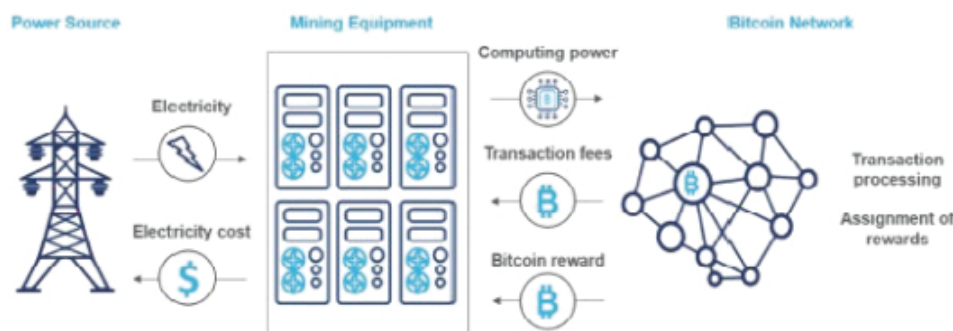 Power Source
Mining Equipment
Bitcoin Network
Computing power
Electricity
Transaction fees
Transaction
processing
Electricity cost
Assignment of
rewards
$
Bitcoin reward